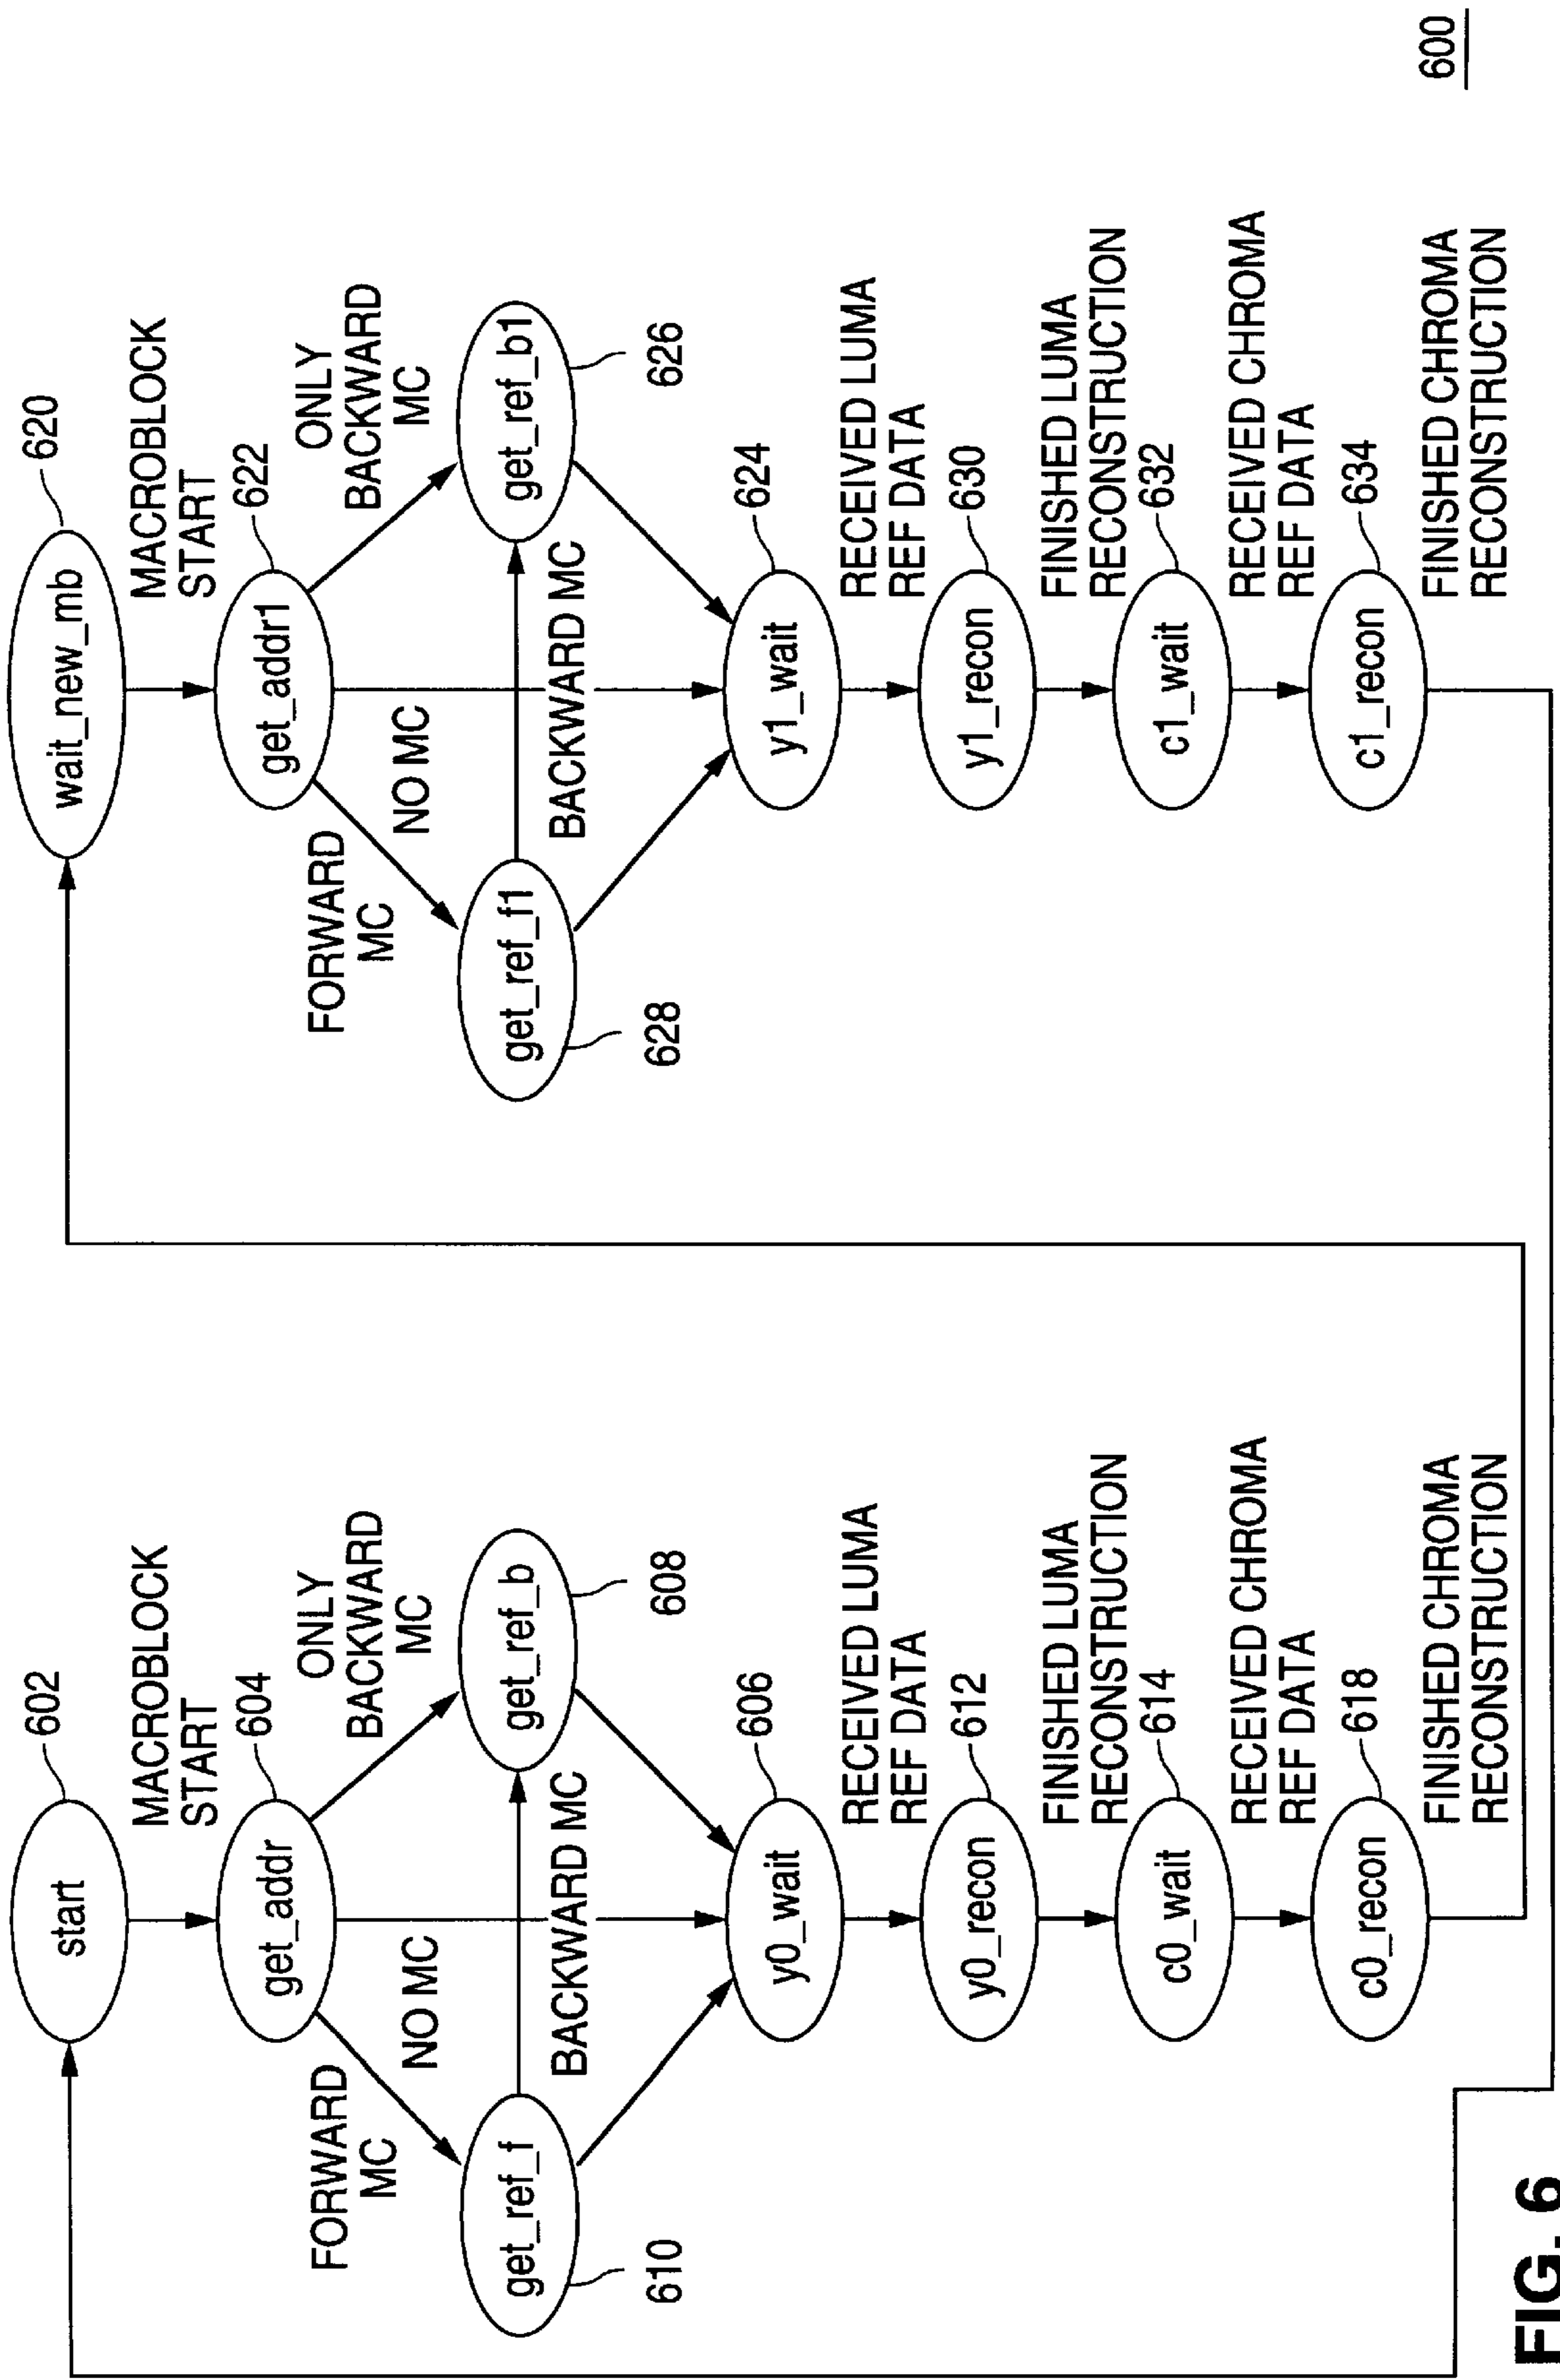 start
602
MACROBLOCK
START
get_addr
604
FORWARD
MC
NO MC
ONLY
BACKWARD
MC
get_ref_f
610
BACKWARD MC
get_ref_b
608
y0_wait
606
RECEIVED LUMA
REF DATA
y0_recon
612
FINISHED LUMA
RECONSTRUCTION
c0_wait
614
RECEIVED CHROMA
REF DATA
c0_recon
618
FINISHED CHROMA
RECONSTRUCTION
wait_new_mb
620
MACROBLOCK
START
get_addr1
622
FORWARD
MC
NO MC
ONLY
BACKWARD
MC
get_ref_f1
628
BACKWARD MC
get_ref_b1
626
y1_wait
624
RECEIVED LUMA
REF DATA
y1_recon
630
FINISHED LUMA
RECONSTRUCTION
c1_wait
632
RECEIVED CHROMA
REF DATA
c1_recon
634
FINISHED CHROMA
RECONSTRUCTION
600
FIG. 6